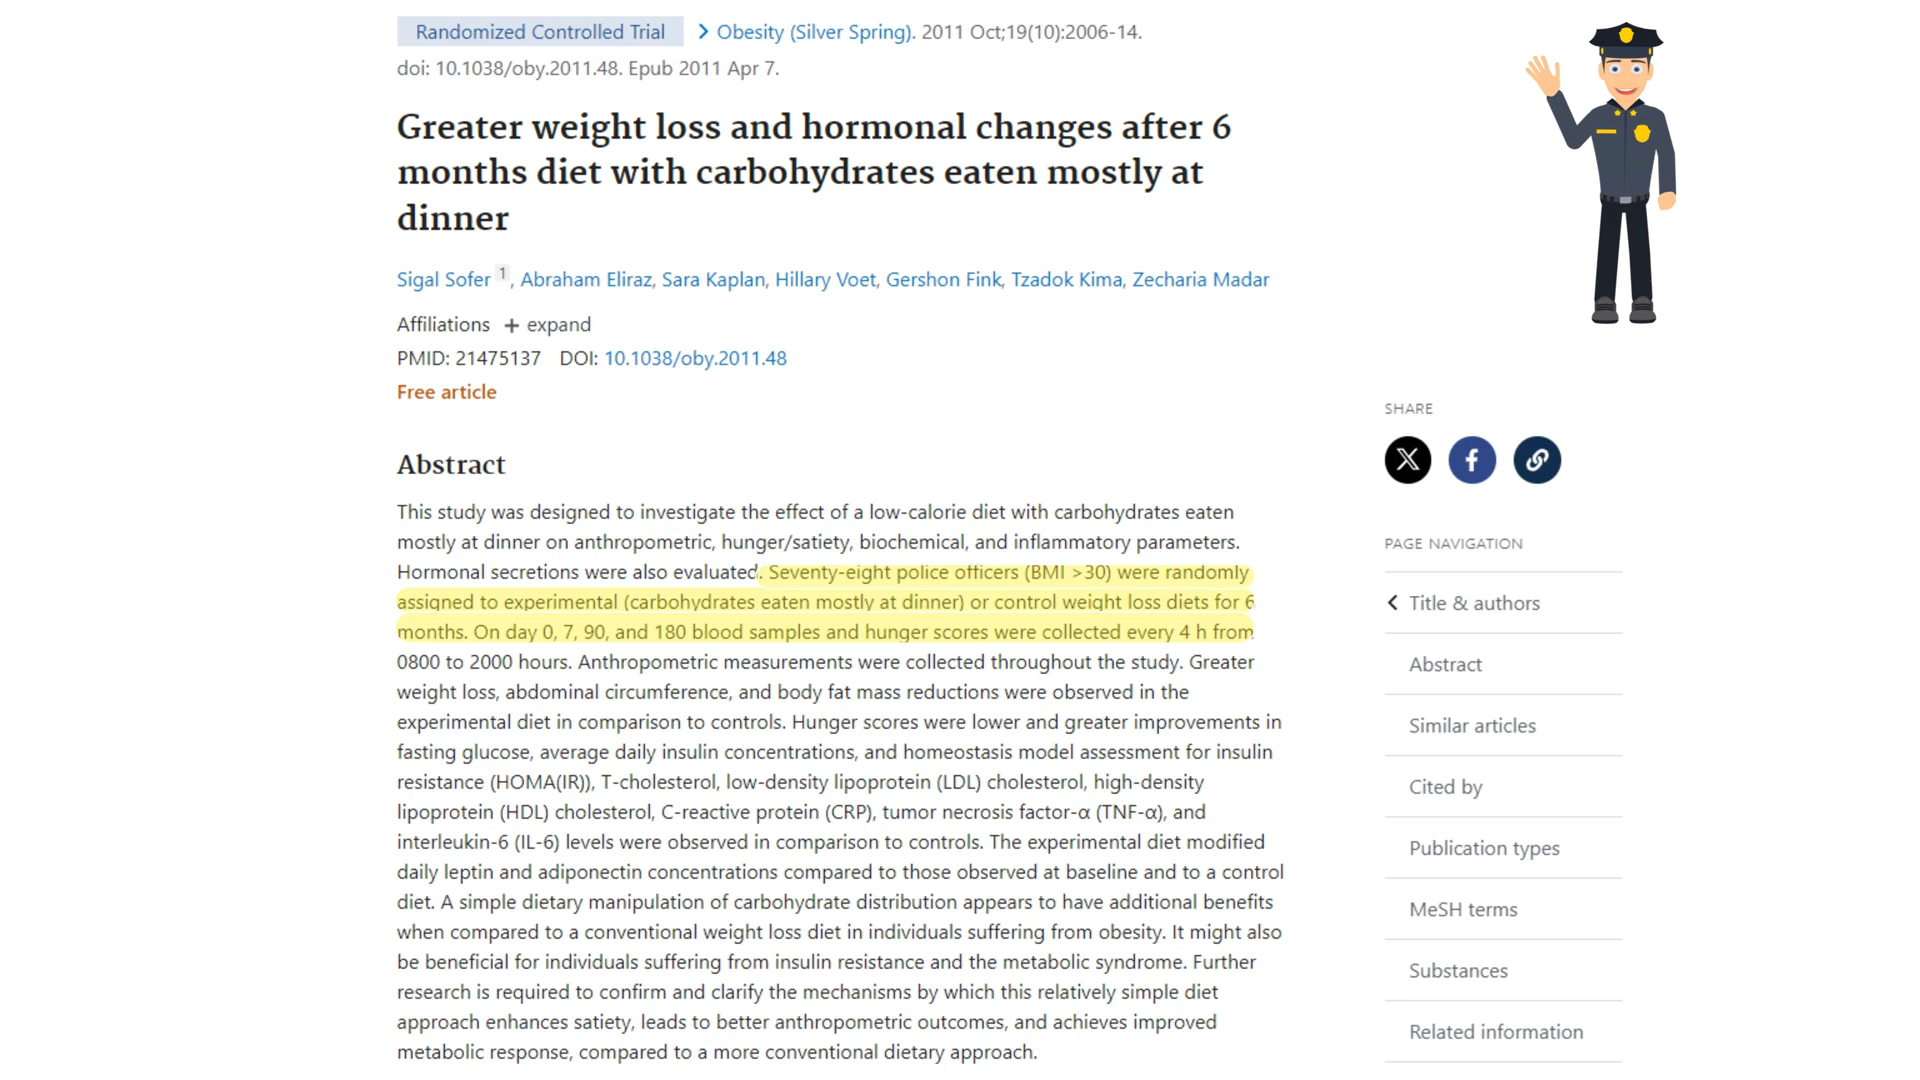 Randomized Controlled Trial > Obesity (Silver Spring). 2011 Oct;19(10):2006-14.
doi: 10.1038/oby.2011.48. Epub 2011 Apr 7.
Greater weight loss and hormonal changes after 6
months diet with carbohydrates eaten mostly at
dinner
Sigal Sofer 1, Abraham Eliraz, Sara Kaplan, Hillary Voet, Gershon Fink, Tzadok Kima, Zecharia Madar
Affiliations + expand
PMID: 21475137 DOI: 10.1038/oby.2011.48
Free article
Abstract
This study was designed to investigate the effect of a low-calorie diet with carbohydrates eaten
mostly at dinner on anthropometric, hunger/satiety, biochemical, and inflammatory parameters.
Hormonal secretions were also evaluated. Seventy-eight police officers (BMI >30) were randomly
assigned to experimental (carbohydrates eaten mostly at dinner) or control weight loss diets for 6
months. On day 0, 7, 90, and 180 blood samples and hunger scores were collected every 4 h from
0800 to 2000 hours. Anthropometric measurements were collected throughout the study. Greater
weight loss, abdominal circumference, and body fat mass reductions were observed in the
experimental diet in comparison to controls. Hunger scores were lower and greater improvements in
fasting glucose, average daily insulin concentrations, and homeostasis model assessment for insulin
resistance (HOMA(IR)), T-cholesterol, low-density lipoprotein (LDL) cholesterol, high-density
lipoprotein (HDL) cholesterol, C-reactive protein (CRP), tumor necrosis factor-α (TNF-α), and
interleukin-6 (IL-6) levels were observed in comparison to controls. The experimental diet modified
daily leptin and adiponectin concentrations compared to those observed at baseline and to a control
diet. A simple dietary manipulation of carbohydrate distribution appears to have additional benefits
when compared to a conventional weight loss diet in individuals suffering from obesity. It might also
be beneficial for individuals suffering from insulin resistance and the metabolic syndrome. Further
research is required to confirm and clarify the mechanisms by which this relatively simple diet
approach enhances satiety, leads to better anthropometric outcomes, and achieves improved
metabolic response, compared to a more conventional dietary approach.
SHARE
PAGE NAVIGATION
Title & authors
Abstract
Similar articles
Cited by
Publication types
MeSH terms
Substances
Related information